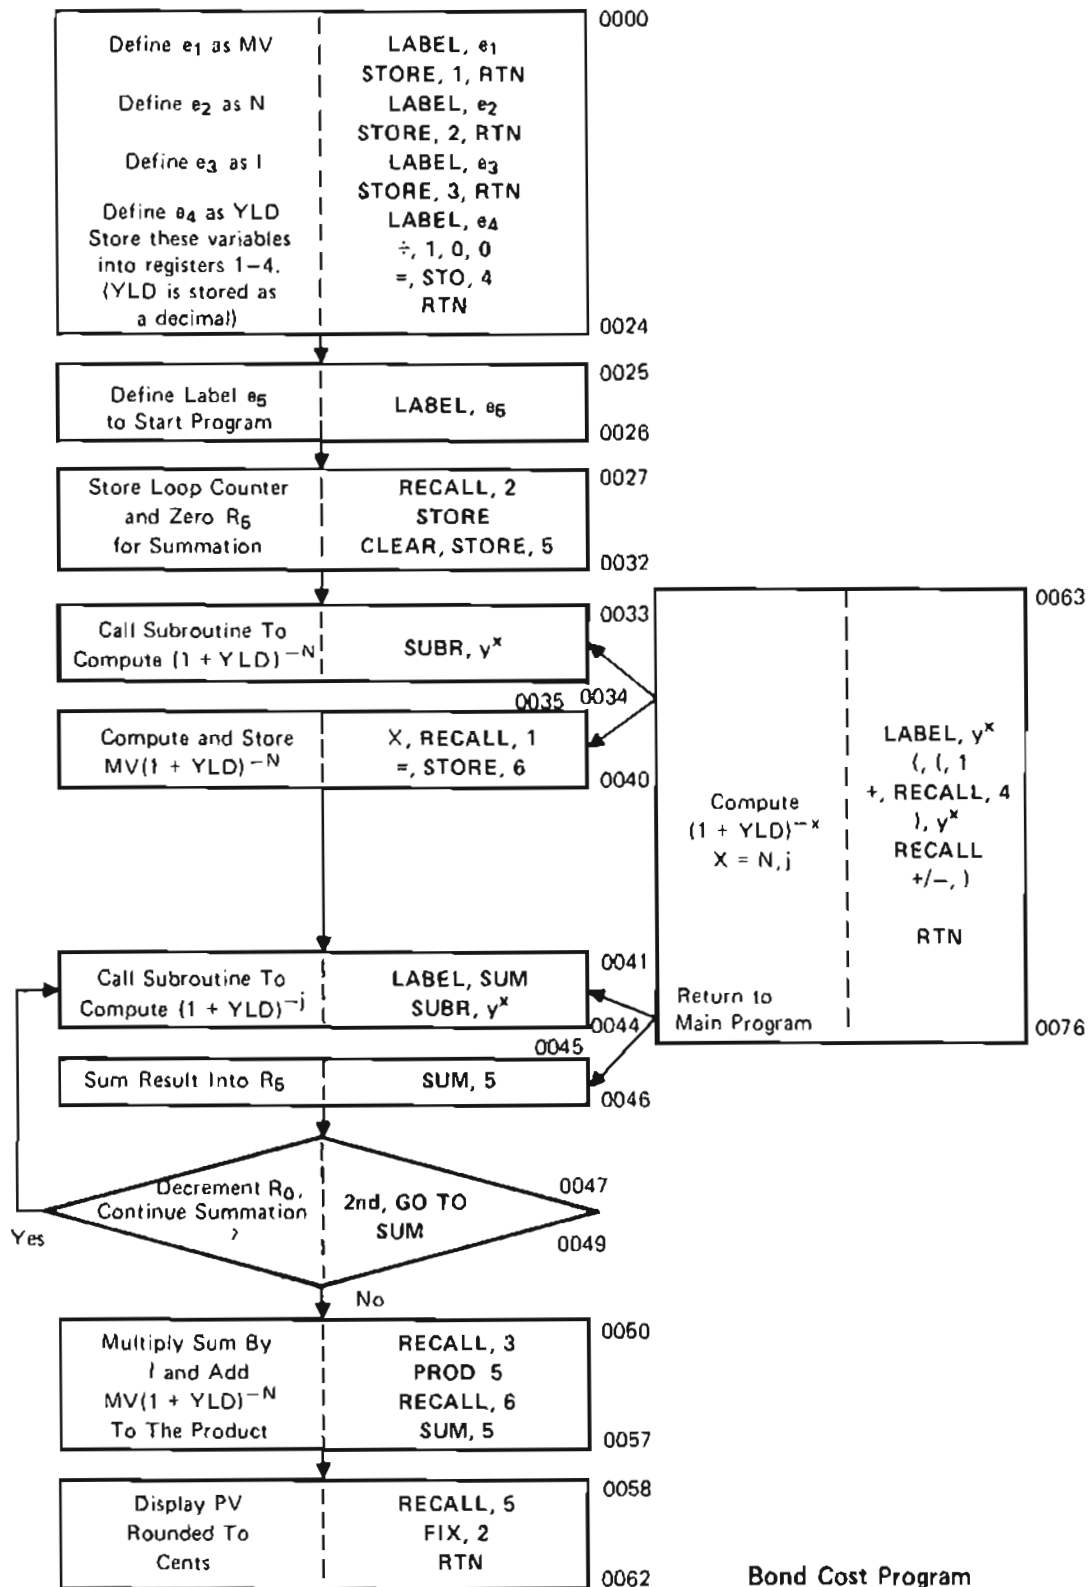 0000
Define e1 as MV
LABEL, e1
STORE, 1, RTN
Define e2 as N
LABEL, e2
STORE, 2, RTN
Define e3 as I
LABEL, e3
STORE, 3, RTN
Define e4 as YLD
Store these variables
into registers 1–4.
(YLD is stored as
a decimal)
LABEL, e4
÷, 1, 0, 0
=, STO, 4
RTN
0024
0025
Define Label e5
to Start Program
LABEL, e5
0026
0027
Store Loop Counter
and Zero R5
for Summation
RECALL, 2
STORE
CLEAR, STORE, 5
0032
0033
Call Subroutine To
Compute (1 + YLD)−N
SUBR, yx
0034
0035
Compute and Store
MV(1 + YLD)−N
X, RECALL, 1
=, STORE, 6
0040
0063
Compute
(1 + YLD)−x
X = N, j
LABEL, yx
(, (, 1
+, RECALL, 4
), yx
RECALL
+/−, )
RTN
Return to
Main Program
0076
0041
Call Subroutine To
Compute (1 + YLD)−j
LABEL, SUM
SUBR, yx
0044
0045
Sum Result Into R5
SUM, 5
0046
0047
Decrement R0,
Continue Summation
?
2nd, GO TO
SUM
0049
Yes
No
0050
Multiply Sum By
I and Add
MV(1 + YLD)−N
To The Product
RECALL, 3
PROD 5
RECALL, 6
SUM, 5
0057
0058
Display PV
Rounded To
Cents
RECALL, 5
FIX, 2
RTN
0062
Bond Cost Program